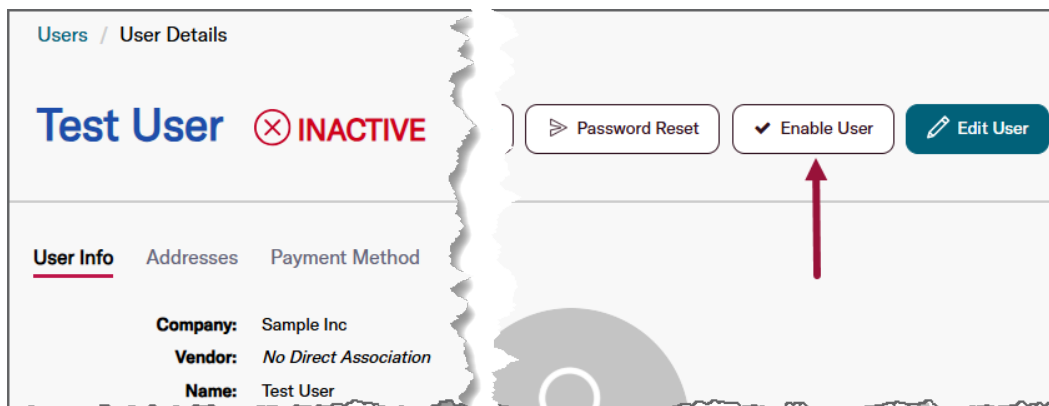 Users / User Details
Test User INACTIVE
Password Reset
Enable User
Edit User
User Info Addresses Payment Method
Company: Sample Inc
Vendor: No Direct Association
Name: Test User